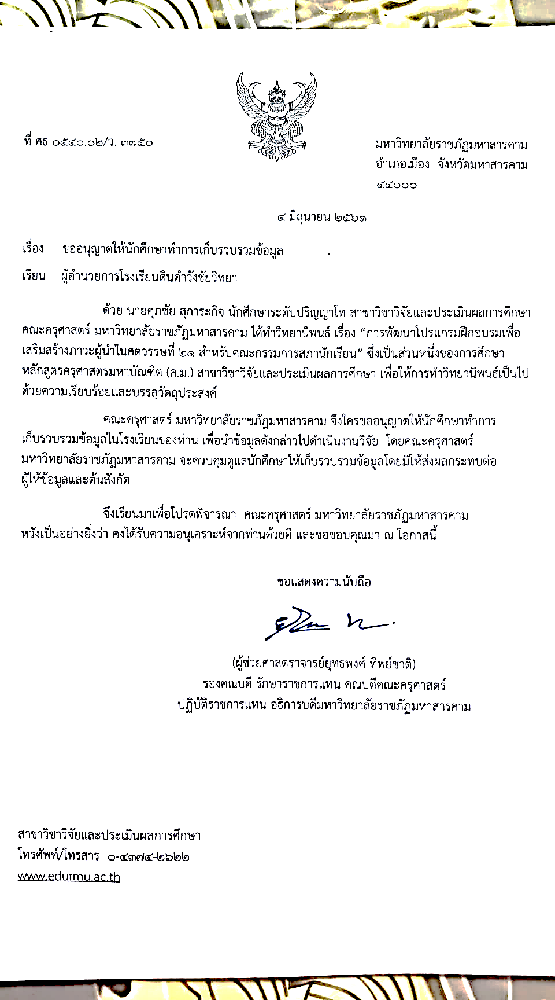 ที่ ศธ ๐๕๔๐.๐๒/ว. ๓๗๕๐
มหาวิทยาลัยราชภัฏมหาสารคาม
อำเภอเมือง จังหวัดมหาสารคาม
๔๔๐๐๐
๔ มิถุนายน ๒๕๖๑
เรื่อง ขออนุญาตให้นักศึกษาทำการเก็บรวบรวมข้อมูล
เรียน ผู้อำนวยการโรงเรียนดินดำวังชัยวิทยา
ด้วย นายศุภชัย สุการะกิจ นักศึกษาระดับปริญญาโท สาขาวิชาวิจัยและประเมินผลการศึกษา
คณะครุศาสตร์ มหาวิทยาลัยราชภัฏมหาสารคาม ได้ทำวิทยานิพนธ์ เรื่อง “การพัฒนาโปรแกรมฝึกอบรมเพื่อ
เสริมสร้างภาวะผู้นำในศตวรรษที่ ๒๑ สำหรับคณะกรรมการสภานักเรียน” ซึ่งเป็นส่วนหนึ่งของการศึกษา
หลักสูตรครุศาสตรมหาบัณฑิต (ค.ม.) สาขาวิชาวิจัยและประเมินผลการศึกษา เพื่อให้การทำวิทยานิพนธ์เป็นไป
ด้วยความเรียบร้อยและบรรลุวัตถุประสงค์
คณะครุศาสตร์ มหาวิทยาลัยราชภัฏมหาสารคาม จึงใคร่ขออนุญาตให้นักศึกษาทำการ
เก็บรวบรวมข้อมูลในโรงเรียนของท่าน เพื่อนำข้อมูลดังกล่าวไปดำเนินงานวิจัย โดยคณะครุศาสตร์
มหาวิทยาลัยราชภัฏมหาสารคาม จะควบคุมดูแลนักศึกษาให้เก็บรวบรวมข้อมูลโดยมิให้ส่งผลกระทบต่อ
ผู้ให้ข้อมูลและต้นสังกัด
จึงเรียนมาเพื่อโปรดพิจารณา คณะครุศาสตร์ มหาวิทยาลัยราชภัฏมหาสารคาม
หวังเป็นอย่างยิ่งว่า คงได้รับความอนุเคราะห์จากท่านด้วยดี และขอขอบคุณมา ณ โอกาสนี้
ขอแสดงความนับถือ
(ผู้ช่วยศาสตราจารย์ยุทธพงศ์ ทิพย์ชาติ)
รองคณบดี รักษาราชการแทน คณบดีคณะครุศาสตร์
ปฏิบัติราชการแทน อธิการบดีมหาวิทยาลัยราชภัฏมหาสารคาม
สาขาวิชาวิจัยและประเมินผลการศึกษา
โทรศัพท์/โทรสาร ๐-๔๓๗๔-๒๖๒๒
www.edurmu.ac.th